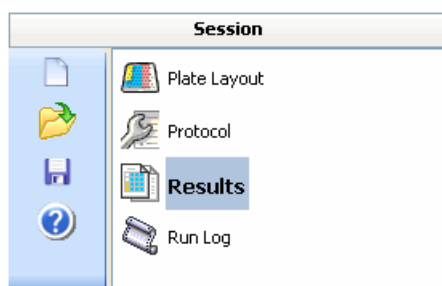 Session
Plate Layout
Protocol
Results
Run Log